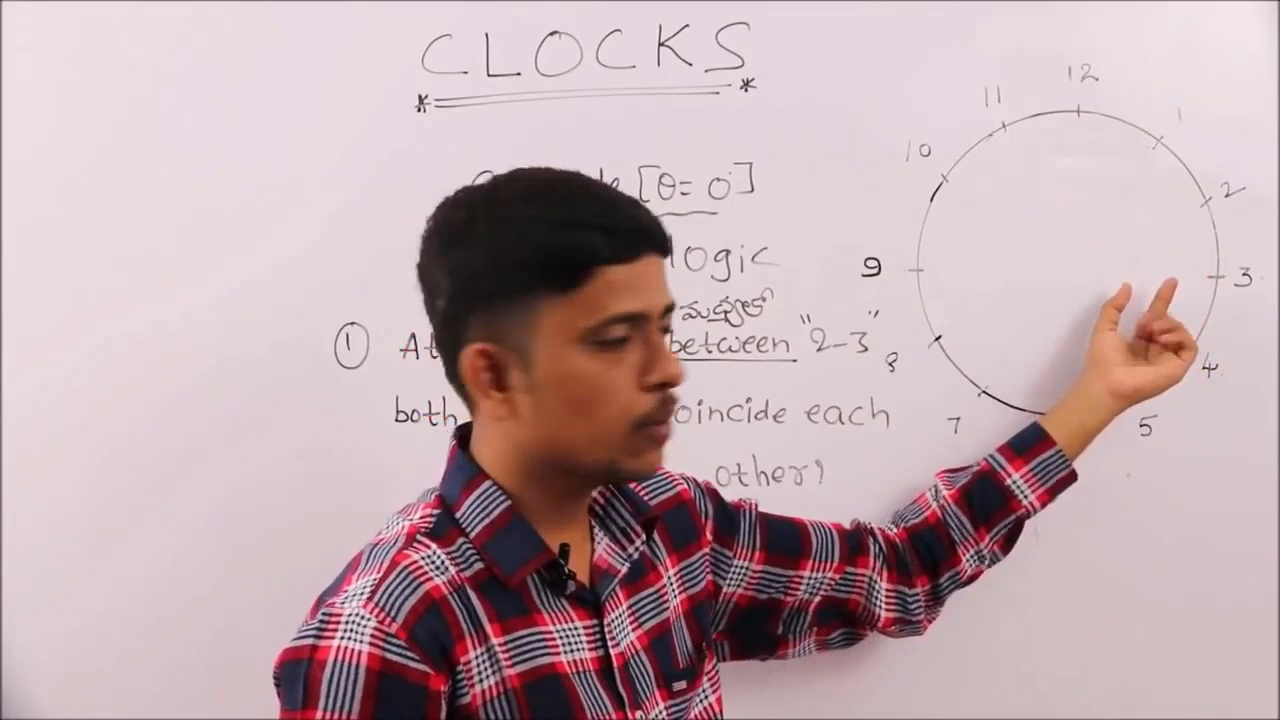 CLOCKS
[θ= 0°]
logic
మధ్యలో
① At between "2-3"
both coincide each
other?
12
11
1
10
2
9
3
8
4
7
5